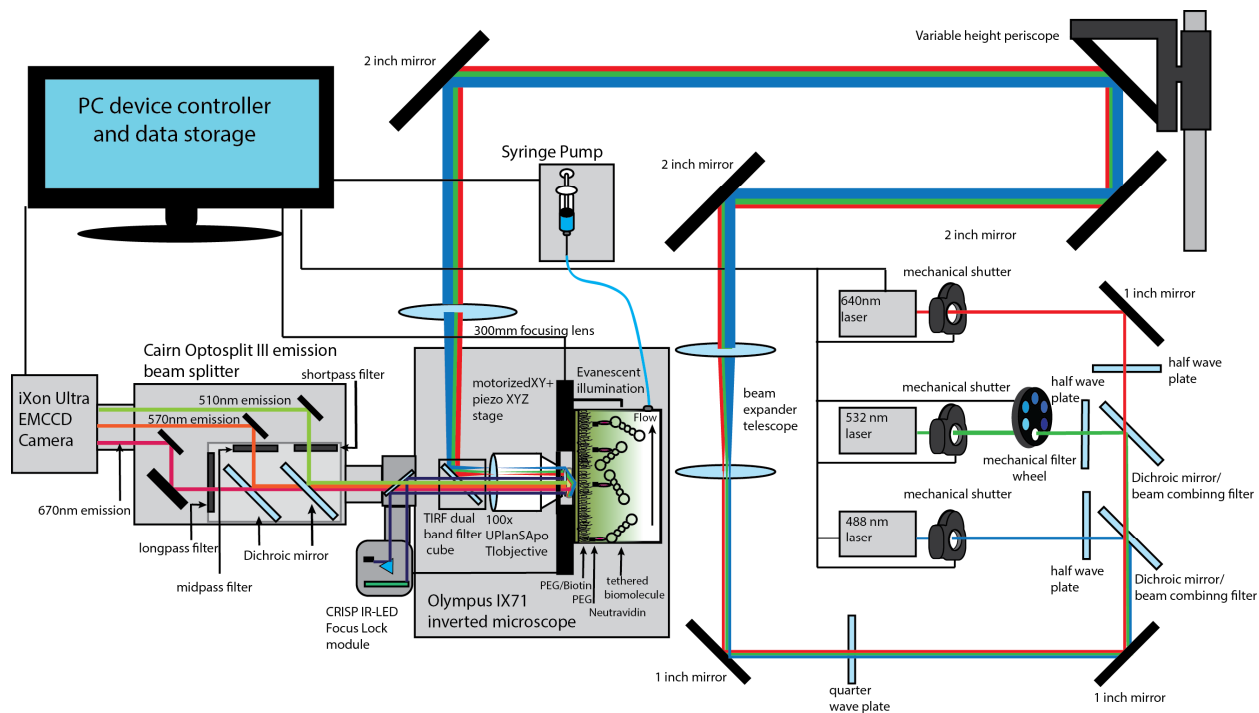 Variable height periscope
2 inch mirror
PC device controller
and data storage
Syringe Pump
2 inch mirror
2 inch mirror
mechanical shutter
1 inch mirror
640nm
laser
300mm focusing lens
Cairn Optosplit III emission
beam splitter
shortpass filter
motorizedXY+
piezo XYZ
stage
Evanescent
illumination
Flow
iXon Ultra
EMCCD
Camera
510nm emission
570nm emission
beam
expander
telescope
half wave
plate
mechanical shutter
half wave
plate
532 nm
laser
mechanical filter
wheel
Dichroic mirror/
beam combinng filter
mechanical shutter
488 nm
laser
half wave
plate
Dichroic mirror/
beam combinng filter
670nm emission
longpass filter
Dichroic mirror
midpass filter
TIRF dual
band filter
cube
100x
UPlanSApo
TIobjective
PEG/Biotin
PEG
Neutravidin
tethered
biomolecule
CRISP IR-LED
Focus Lock
module
Olympus IX71
inverted microscope
1 inch mirror
quarter
wave plate
1 inch mirror